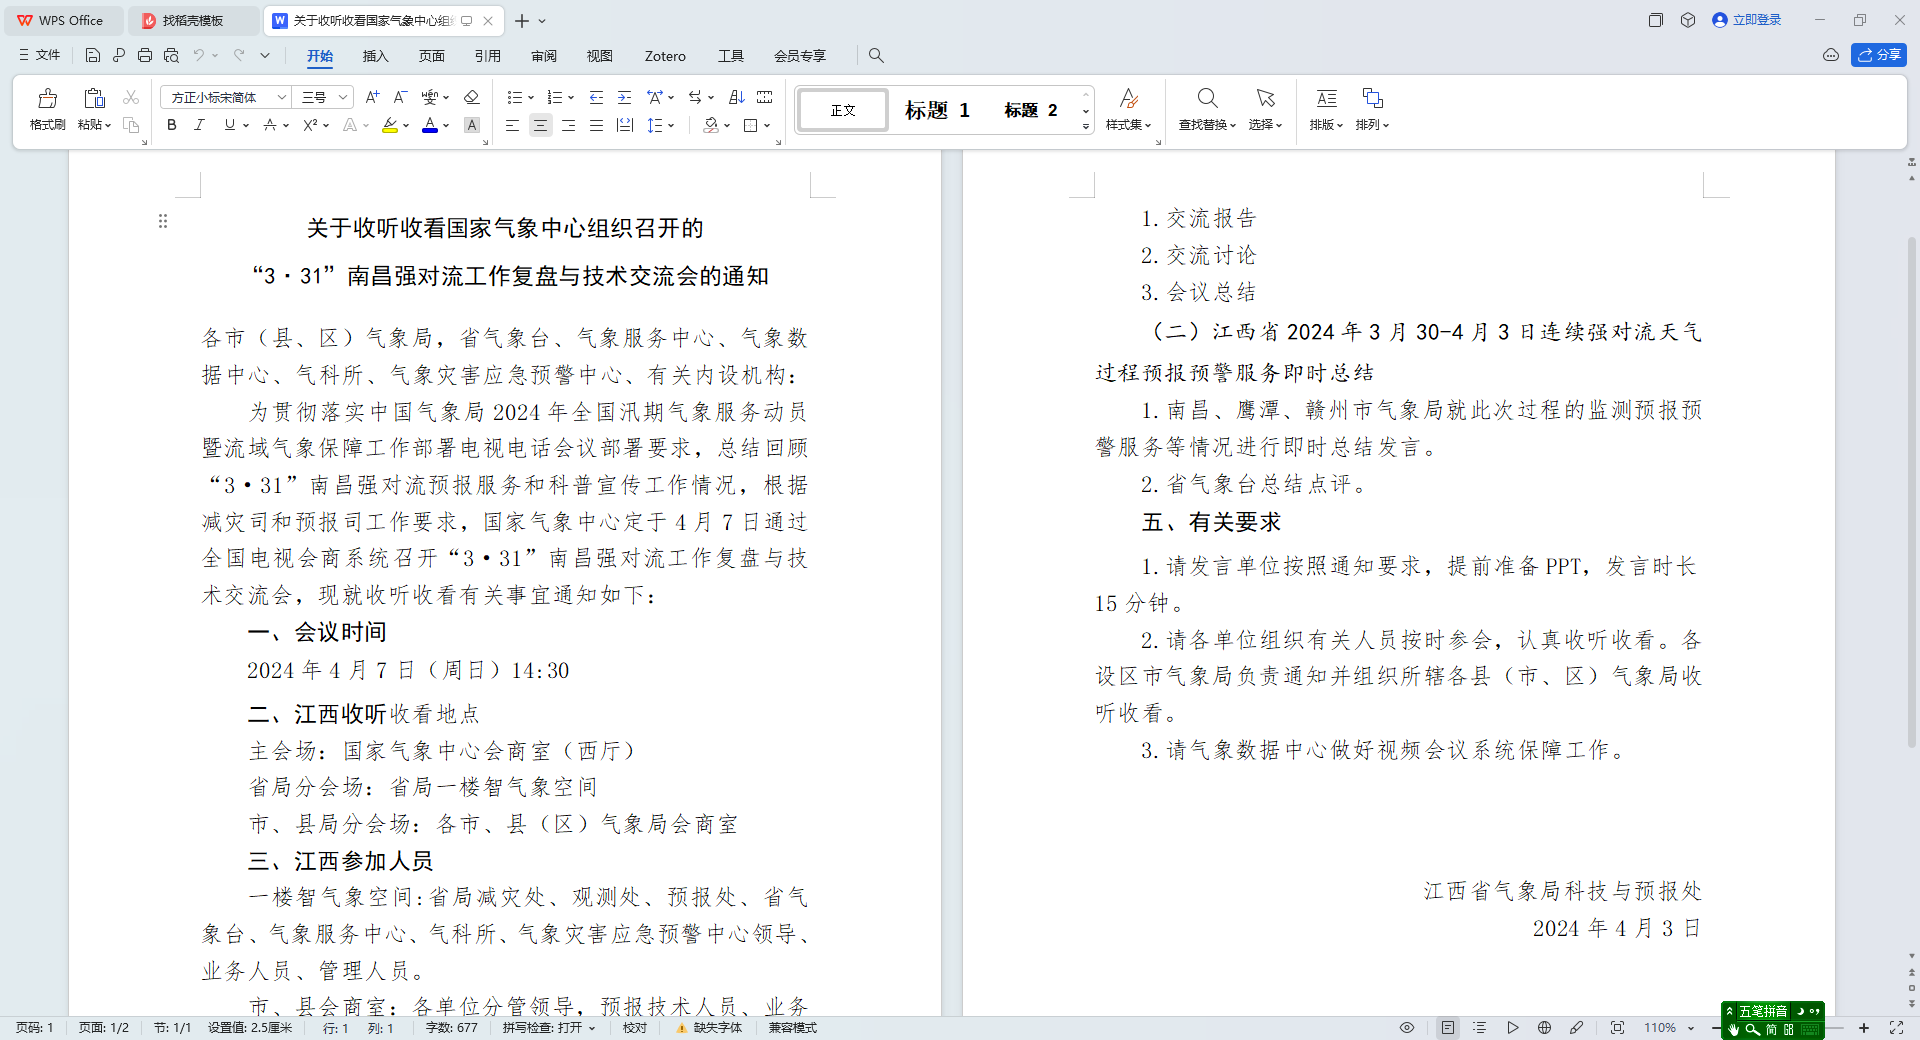 WPS Office
找稻壳模板
关于收听收看国家气象中心组织
立即登录
文件
开始
插入
页面
引用
审阅
视图
Zotero
工具
会员专享
分享
格式刷
粘贴
方正小标宋简体
三号
正文
标题 1
标题 2
样式集
查找替换
选择
排版
排列
关于收听收看国家气象中心组织召开的
“3·31”南昌强对流工作复盘与技术交流会的通知
各市（县、区）气象局，省气象台、气象服务中心、气象数
据中心、气科所、气象灾害应急预警中心、有关内设机构：
为贯彻落实中国气象局2024年全国汛期气象服务动员
暨流域气象保障工作部署电视电话会议部署要求，总结回顾
“3·31”南昌强对流预报服务和科普宣传工作情况，根据
减灾司和预报司工作要求，国家气象中心定于4月7日通过
全国电视会商系统召开“3·31”南昌强对流工作复盘与技
术交流会，现就收听收看有关事宜通知如下：
一、会议时间
2024年4月7日（周日）14:30
二、江西收听收看地点
主会场：国家气象中心会商室（西厅）
省局分会场：省局一楼智气象空间
市、县局分会场：各市、县（区）气象局会商室
三、江西参加人员
一楼智气象空间:省局减灾处、观测处、预报处、省气
象台、气象服务中心、气科所、气象灾害应急预警中心领导、
业务人员、管理人员。
市、县会商室：各单位分管领导，预报技术人员、业务
1.交流报告
2.交流讨论
3.会议总结
（二）江西省2024年3月30-4月3日连续强对流天气
过程预报预警服务即时总结
1.南昌、鹰潭、赣州市气象局就此次过程的监测预报预
警服务等情况进行即时总结发言。
2.省气象台总结点评。
五、有关要求
1.请发言单位按照通知要求，提前准备PPT，发言时长
15分钟。
2.请各单位组织有关人员按时参会，认真收听收看。各
设区市气象局负责通知并组织所辖各县（市、区）气象局收
听收看。
3.请气象数据中心做好视频会议系统保障工作。
江西省气象局科技与预报处
2024年4月3日
页码: 1
页面: 1/2
节: 1/1
设置值: 2.5厘米
行: 1
列: 1
字数: 677
拼写检查: 打开
校对
缺失字体
兼容模式
110%
五笔拼音
简